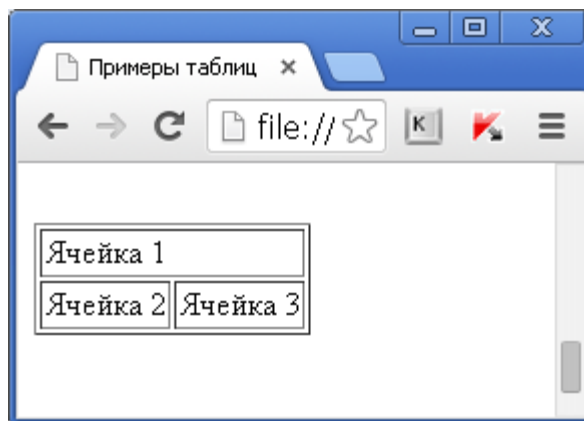 Примеры таблиц
file://
K
Ячейка 1
Ячейка 2 Ячейка 3